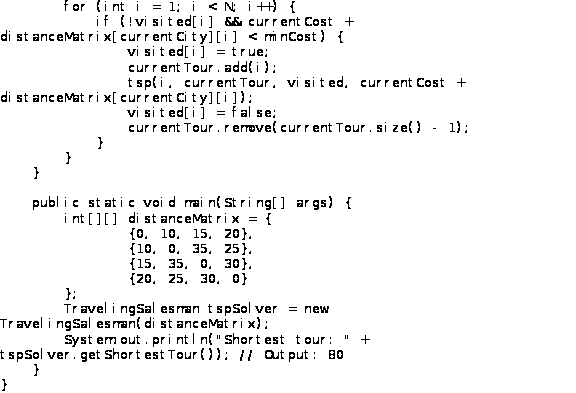 for (int i = 1; i < N; i++) {
if (!visited[i] && currentCost +
distanceMatrix[currentCity][i] < minCost) {
visited[i] = true;
currentTour.add(i);
tsp(i, currentTour, visited, currentCost +
distanceMatrix[currentCity][i]);
visited[i] = false;
currentTour.remove(currentTour.size() - 1);
}
}
}
public static void main(String[] args) {
int[][] distanceMatrix = {
{0, 10, 15, 20},
{10, 0, 35, 25},
{15, 35, 0, 30},
{20, 25, 30, 0}
};
TravelingSalesman tspSolver = new
TravelingSalesman(distanceMatrix);
System.out.println("Shortest tour: " +
tspSolver.getShortestTour()); // Output: 80
}
}